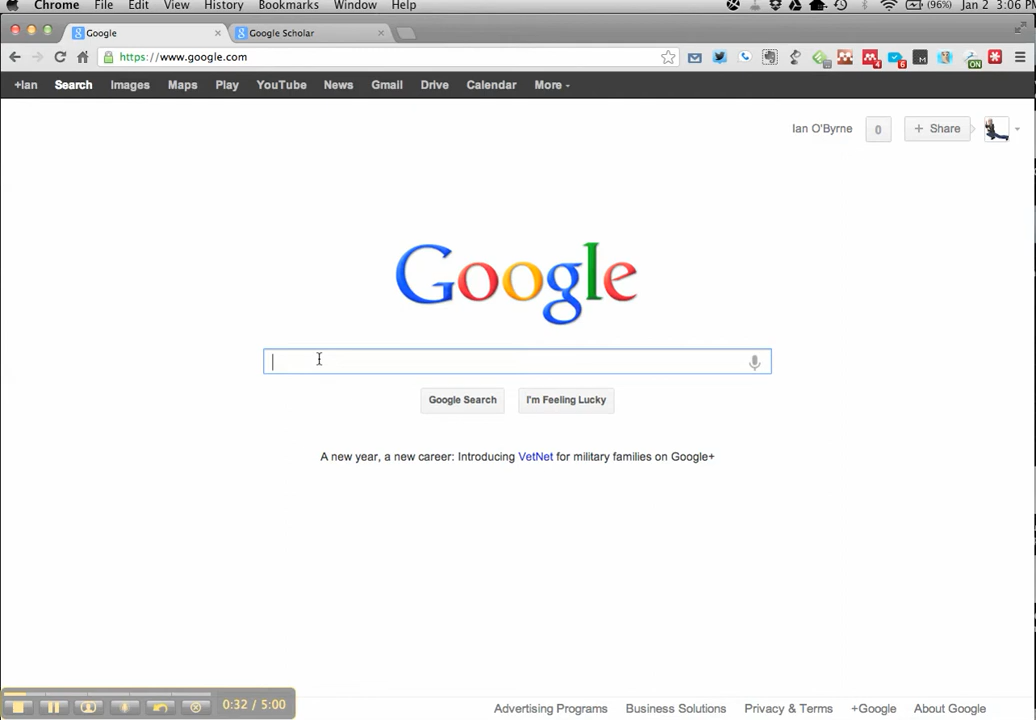 Chrome File Edit View History Bookmarks Window Help (96%) Jan 2 3:06 PM
Google Google Scholar
https://www.google.com 4 6 M ON
+Ian Search Images Maps Play YouTube News Gmail Drive Calendar More
Ian O'Byrne 0 + Share
Google
Google Search I'm Feeling Lucky
A new year, a new career: Introducing VetNet for military families on Google+
0:32 / 5:00
Advertising Programs Business Solutions Privacy & Terms +Google About Google